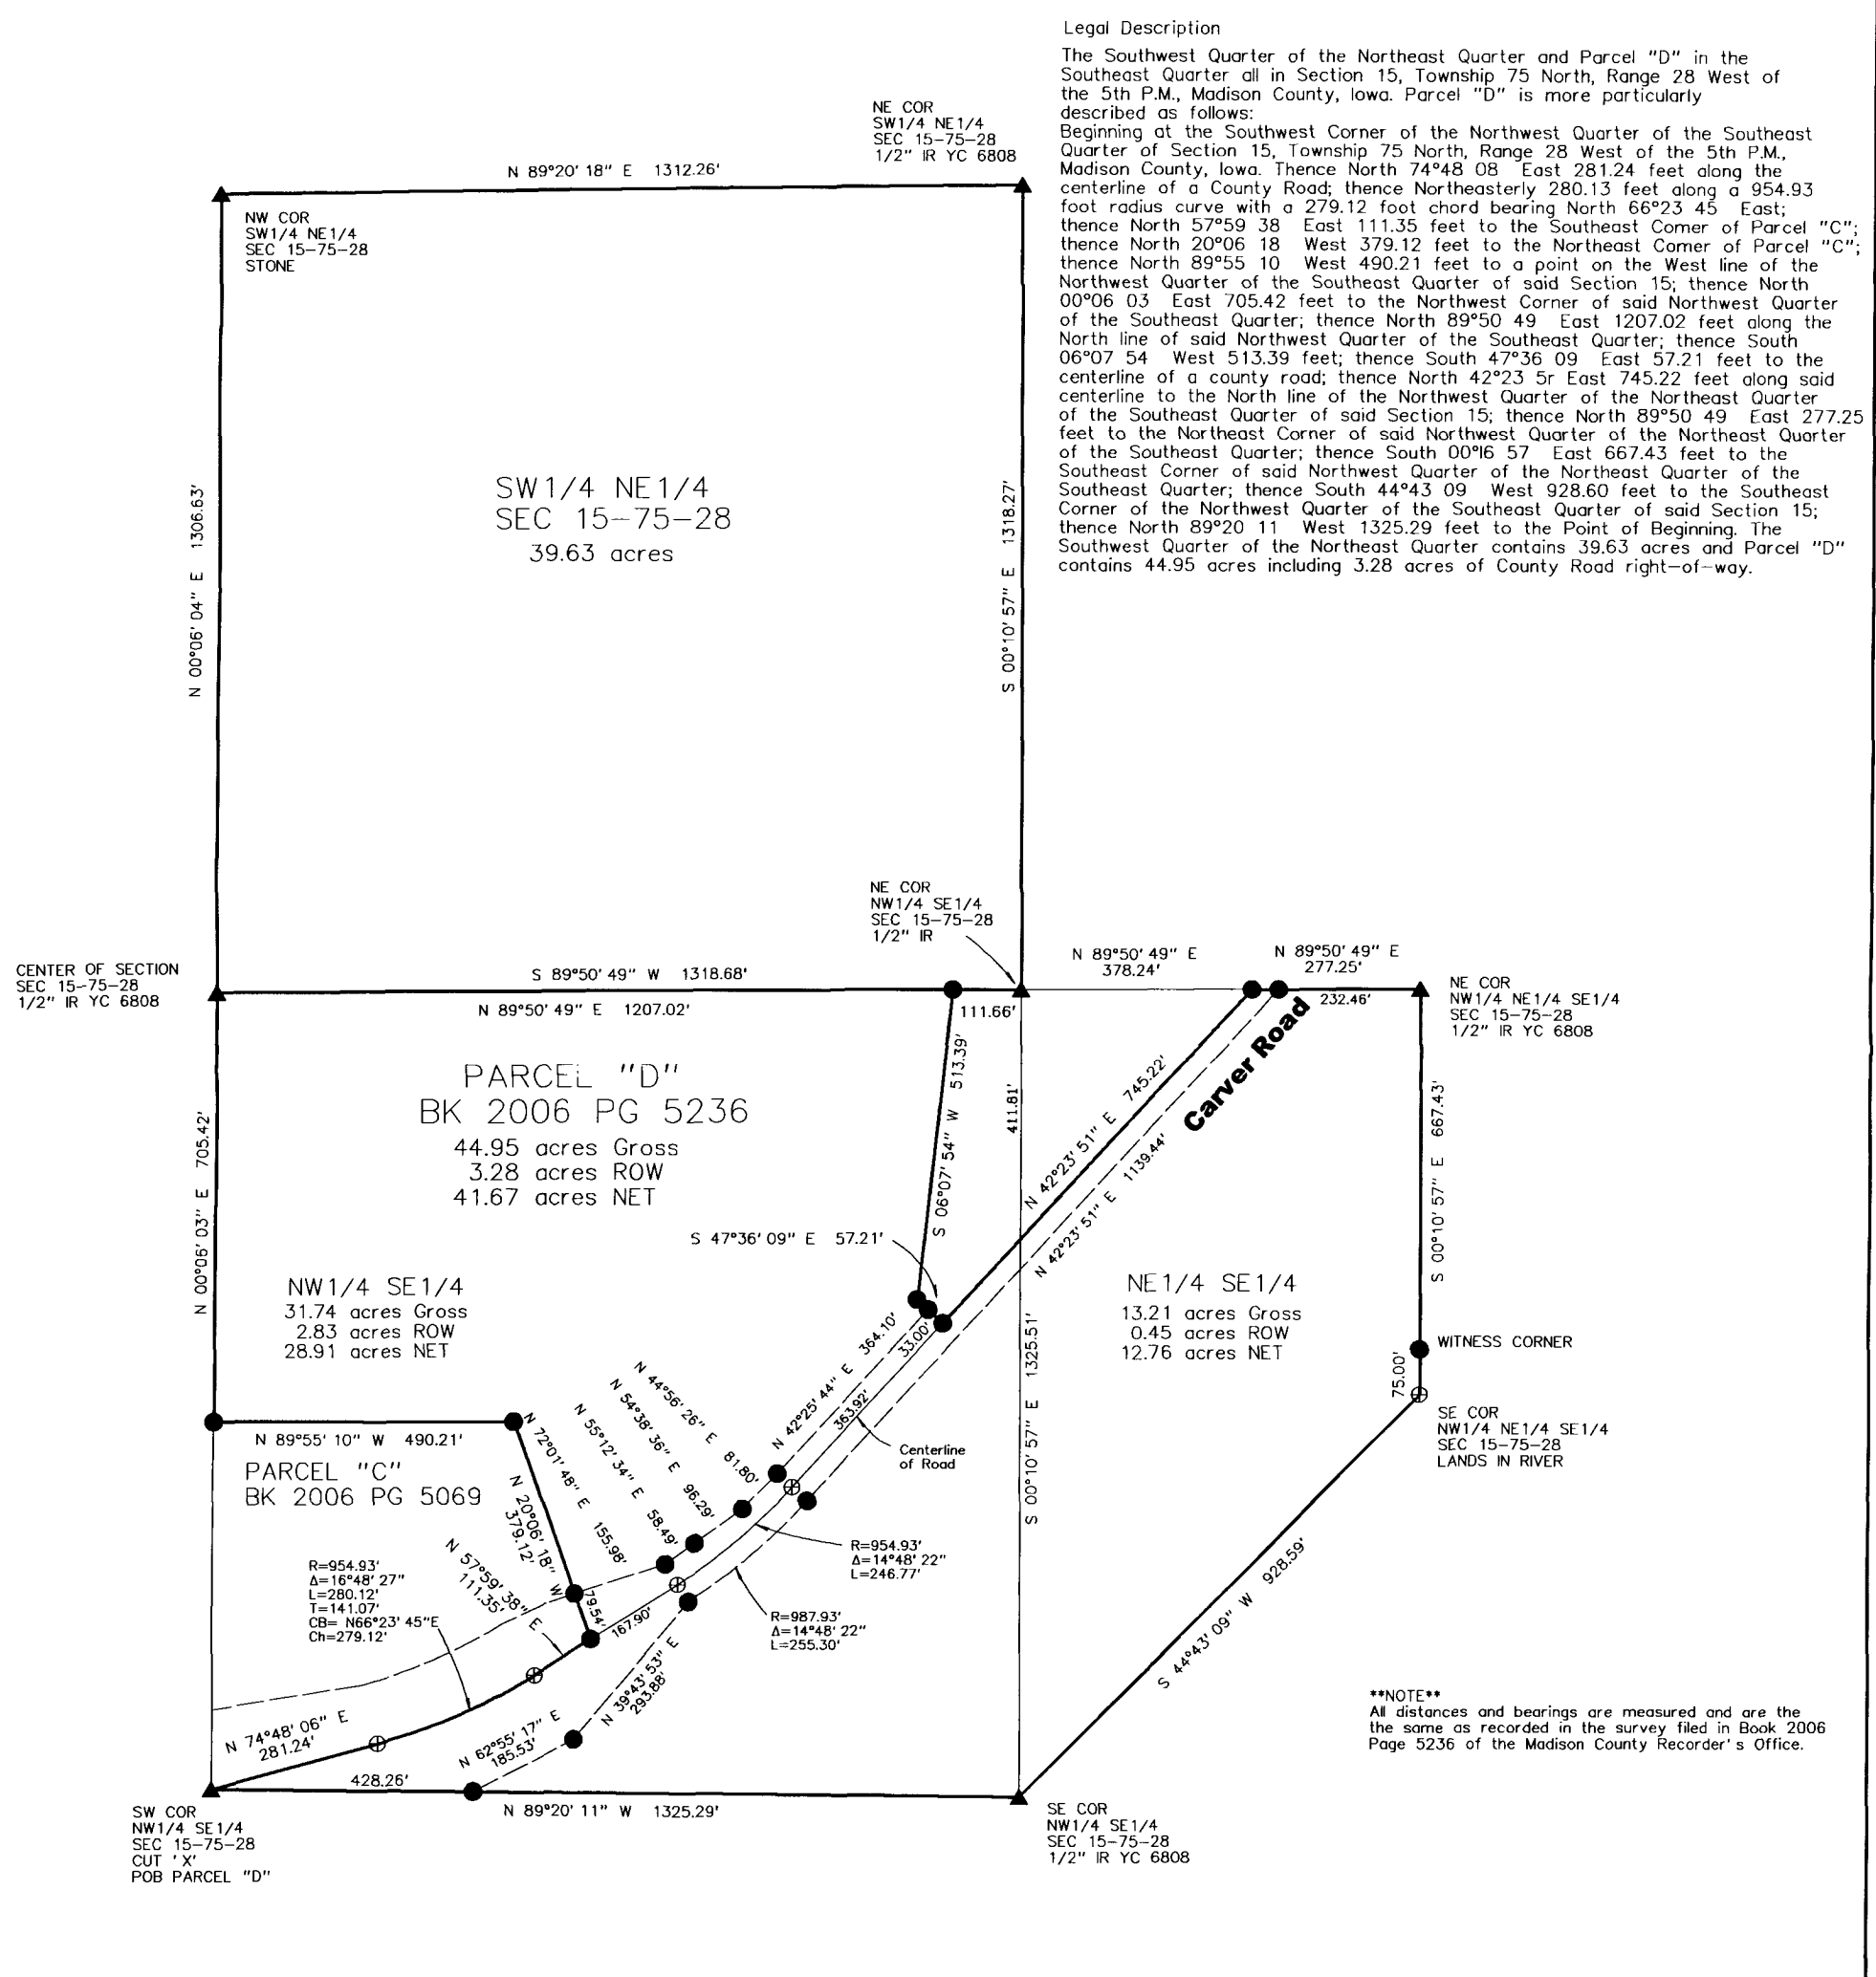 Legal Description
The Southwest Quarter of the Northeast Quarter and Parcel "D" in the
Southeast Quarter all in Section 15, Township 75 North, Range 28 West of
the 5th P.M., Madison County, Iowa. Parcel "D" is more particularly
described as follows:
Beginning at the Southwest Corner of the Northwest Quarter of the Southeast
Quarter of Section 15, Township 75 North, Range 28 West of the 5th P.M.,
Madison County, Iowa. Thence North 74°48 08 East 281.24 feet along the
centerline of a County Road; thence Northeasterly 280.13 feet along a 954.93
foot radius curve with a 279.12 foot chord bearing North 66°23 45 East;
thence North 57°59 38 East 111.35 feet to the Southeast Corner of Parcel "C";
thence North 20°06 18 West 379.12 feet to the Northeast Corner of Parcel "C";
thence North 89°55 10 West 490.21 feet to a point on the West line of the
Northwest Quarter of the Southeast Quarter of said Section 15; thence North
00°06 03 East 705.42 feet to the Northwest Corner of said Northwest Quarter
of the Southeast Quarter; thence North 89°50 49 East 1207.02 feet along the
North line of said Northwest Quarter of the Southeast Quarter; thence South
06°07 54 West 513.39 feet; thence South 47°36 09 East 57.21 feet to the
centerline of a county road; thence North 42°23 5r East 745.22 feet along said
centerline to the North line of the Northwest Quarter of the Northeast Quarter
of the Southeast Quarter of said Section 15; thence North 89°50 49 East 277.25
feet to the Northeast Corner of said Northwest Quarter of the Northeast Quarter
of the Southeast Quarter; thence South 00°I6 57 East 667.43 feet to the
Southeast Corner of said Northwest Quarter of the Northeast Quarter of the
Southeast Quarter; thence South 44°43 09 West 928.60 feet to the Southeast
Corner of the Northwest Quarter of the Southeast Quarter of said Section 15;
thence North 89°20 11 West 1325.29 feet to the Point of Beginning. The
Southwest Quarter of the Northeast Quarter contains 39.63 acres and Parcel "D"
contains 44.95 acres including 3.28 acres of County Road right-of-way.
NE COR
SW1/4 NE1/4
SEC 15-75-28
1/2" IR YC 6808
N 89°20' 18" E 1312.26'
NW COR
SW1/4 NE1/4
SEC 15-75-28
STONE
N 00°06' 04" E 1306.63'
SW1/4 NE1/4
SEC 15-75-28
39.63 acres
S 00°10' 57" E 1318.27'
NE COR
NW1/4 SE1/4
SEC 15-75-28
1/2" IR
CENTER OF SECTION
SEC 15-75-28
1/2" IR YC 6808
S 89°50' 49" W 1318.68'
N 89°50' 49" E 1207.02'
111.66'
N 89°50' 49" E
378.24'
N 89°50' 49" E
277.25'
232.46'
NE COR
NW1/4 NE1/4 SE1/4
SEC 15-75-28
1/2" IR YC 6808
PARCEL "D"
BK 2006 PG 5236
44.95 acres Gross
3.28 acres ROW
41.67 acres NET
N 00°06' 03" E 705.42'
S 06°07' 54" W 513.39'
411.81'
N 42°23' 51" E 745.22'
N 42°23' 51" E 1139.44'
Carver Road
S 00°10' 57" E 667.43'
S 47°36' 09" E 57.21'
NW1/4 SE1/4
31.74 acres Gross
2.83 acres ROW
28.91 acres NET
NE1/4 SE1/4
13.21 acres Gross
0.45 acres ROW
12.76 acres NET
WITNESS CORNER
75.00'
SE COR
NW1/4 NE1/4 SE1/4
SEC 15-75-28
LANDS IN RIVER
33.00'
N 42°25' 44" E 364.10'
363.92'
N 44°56' 26" E 81.80'
N 54°38' 36" E 96.29'
N 55°12' 34" E 58.49'
N 72°01' 48" E 155.98'
Centerline
of Road
S 00°10' 57" E 1325.51'
N 89°55' 10" W 490.21'
PARCEL "C"
BK 2006 PG 5069
N 20°06' 18" W
379.12'
79.54'
N 57°59' 38" E
111.35'
167.90'
R=954.93'
Δ=16°48' 27"
L=280.12'
T=141.07'
CB= N66°23' 45"E
Ch=279.12'
R=954.93'
Δ=14°48' 22"
L=246.77'
R=987.93'
Δ=14°48' 22"
L=255.30'
N 39°43' 53" E
293.88'
N 62°55' 17" E
185.53'
N 74°48' 06" E
281.24'
428.26'
N 89°20' 11" W 1325.29'
S 44°43' 09" W 928.59'
**NOTE**
All distances and bearings are measured and are the
the same as recorded in the survey filed in Book 2006
Page 5236 of the Madison County Recorder's Office.
SW COR
NW1/4 SE1/4
SEC 15-75-28
CUT 'X'
POB PARCEL "D"
SE COR
NW1/4 SE1/4
SEC 15-75-28
1/2" IR YC 6808